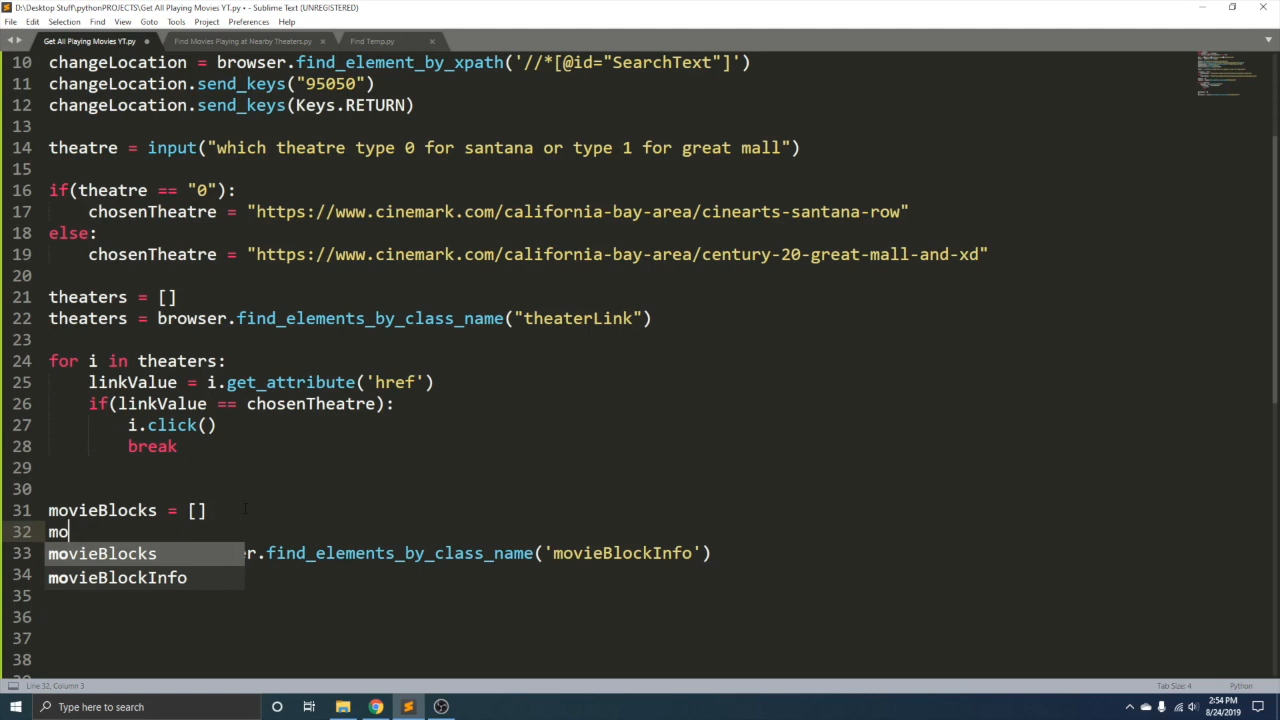 D:\Desktop Stuff\pythonPROJECTS\Get All Playing Movies YT.py • - Sublime Text (UNREGISTERED)
File Edit Selection Find View Goto Tools Project Preferences Help
Get All Playing Movies YT.py Find Movies Playing at Nearby Theaters.py Find Temp.py
10 changeLocation = browser.find_element_by_xpath('//*[@id="SearchText"]')
11 changeLocation.send_keys("95050")
12 changeLocation.send_keys(Keys.RETURN)
13
14 theatre = input("which theatre type 0 for santana or type 1 for great mall")
15
16 if(theatre == "0"):
17 chosenTheatre = "https://www.cinemark.com/california-bay-area/cinearts-santana-row"
18 else:
19 chosenTheatre = "https://www.cinemark.com/california-bay-area/century-20-great-mall-and-xd"
20
21 theaters = []
22 theaters = browser.find_elements_by_class_name("theaterLink")
23
24 for i in theaters:
25 linkValue = i.get_attribute('href')
26 if(linkValue == chosenTheatre):
27 i.click()
28 break
29
30
31 movieBlocks = []
32 mo
33 movieBlocks er.find_elements_by_class_name('movieBlockInfo')
34 movieBlockInfo
35
36
37
38
Line 32, Column 3 Tab Size: 4 Python
Type here to search
2:54 PM
8/24/2019